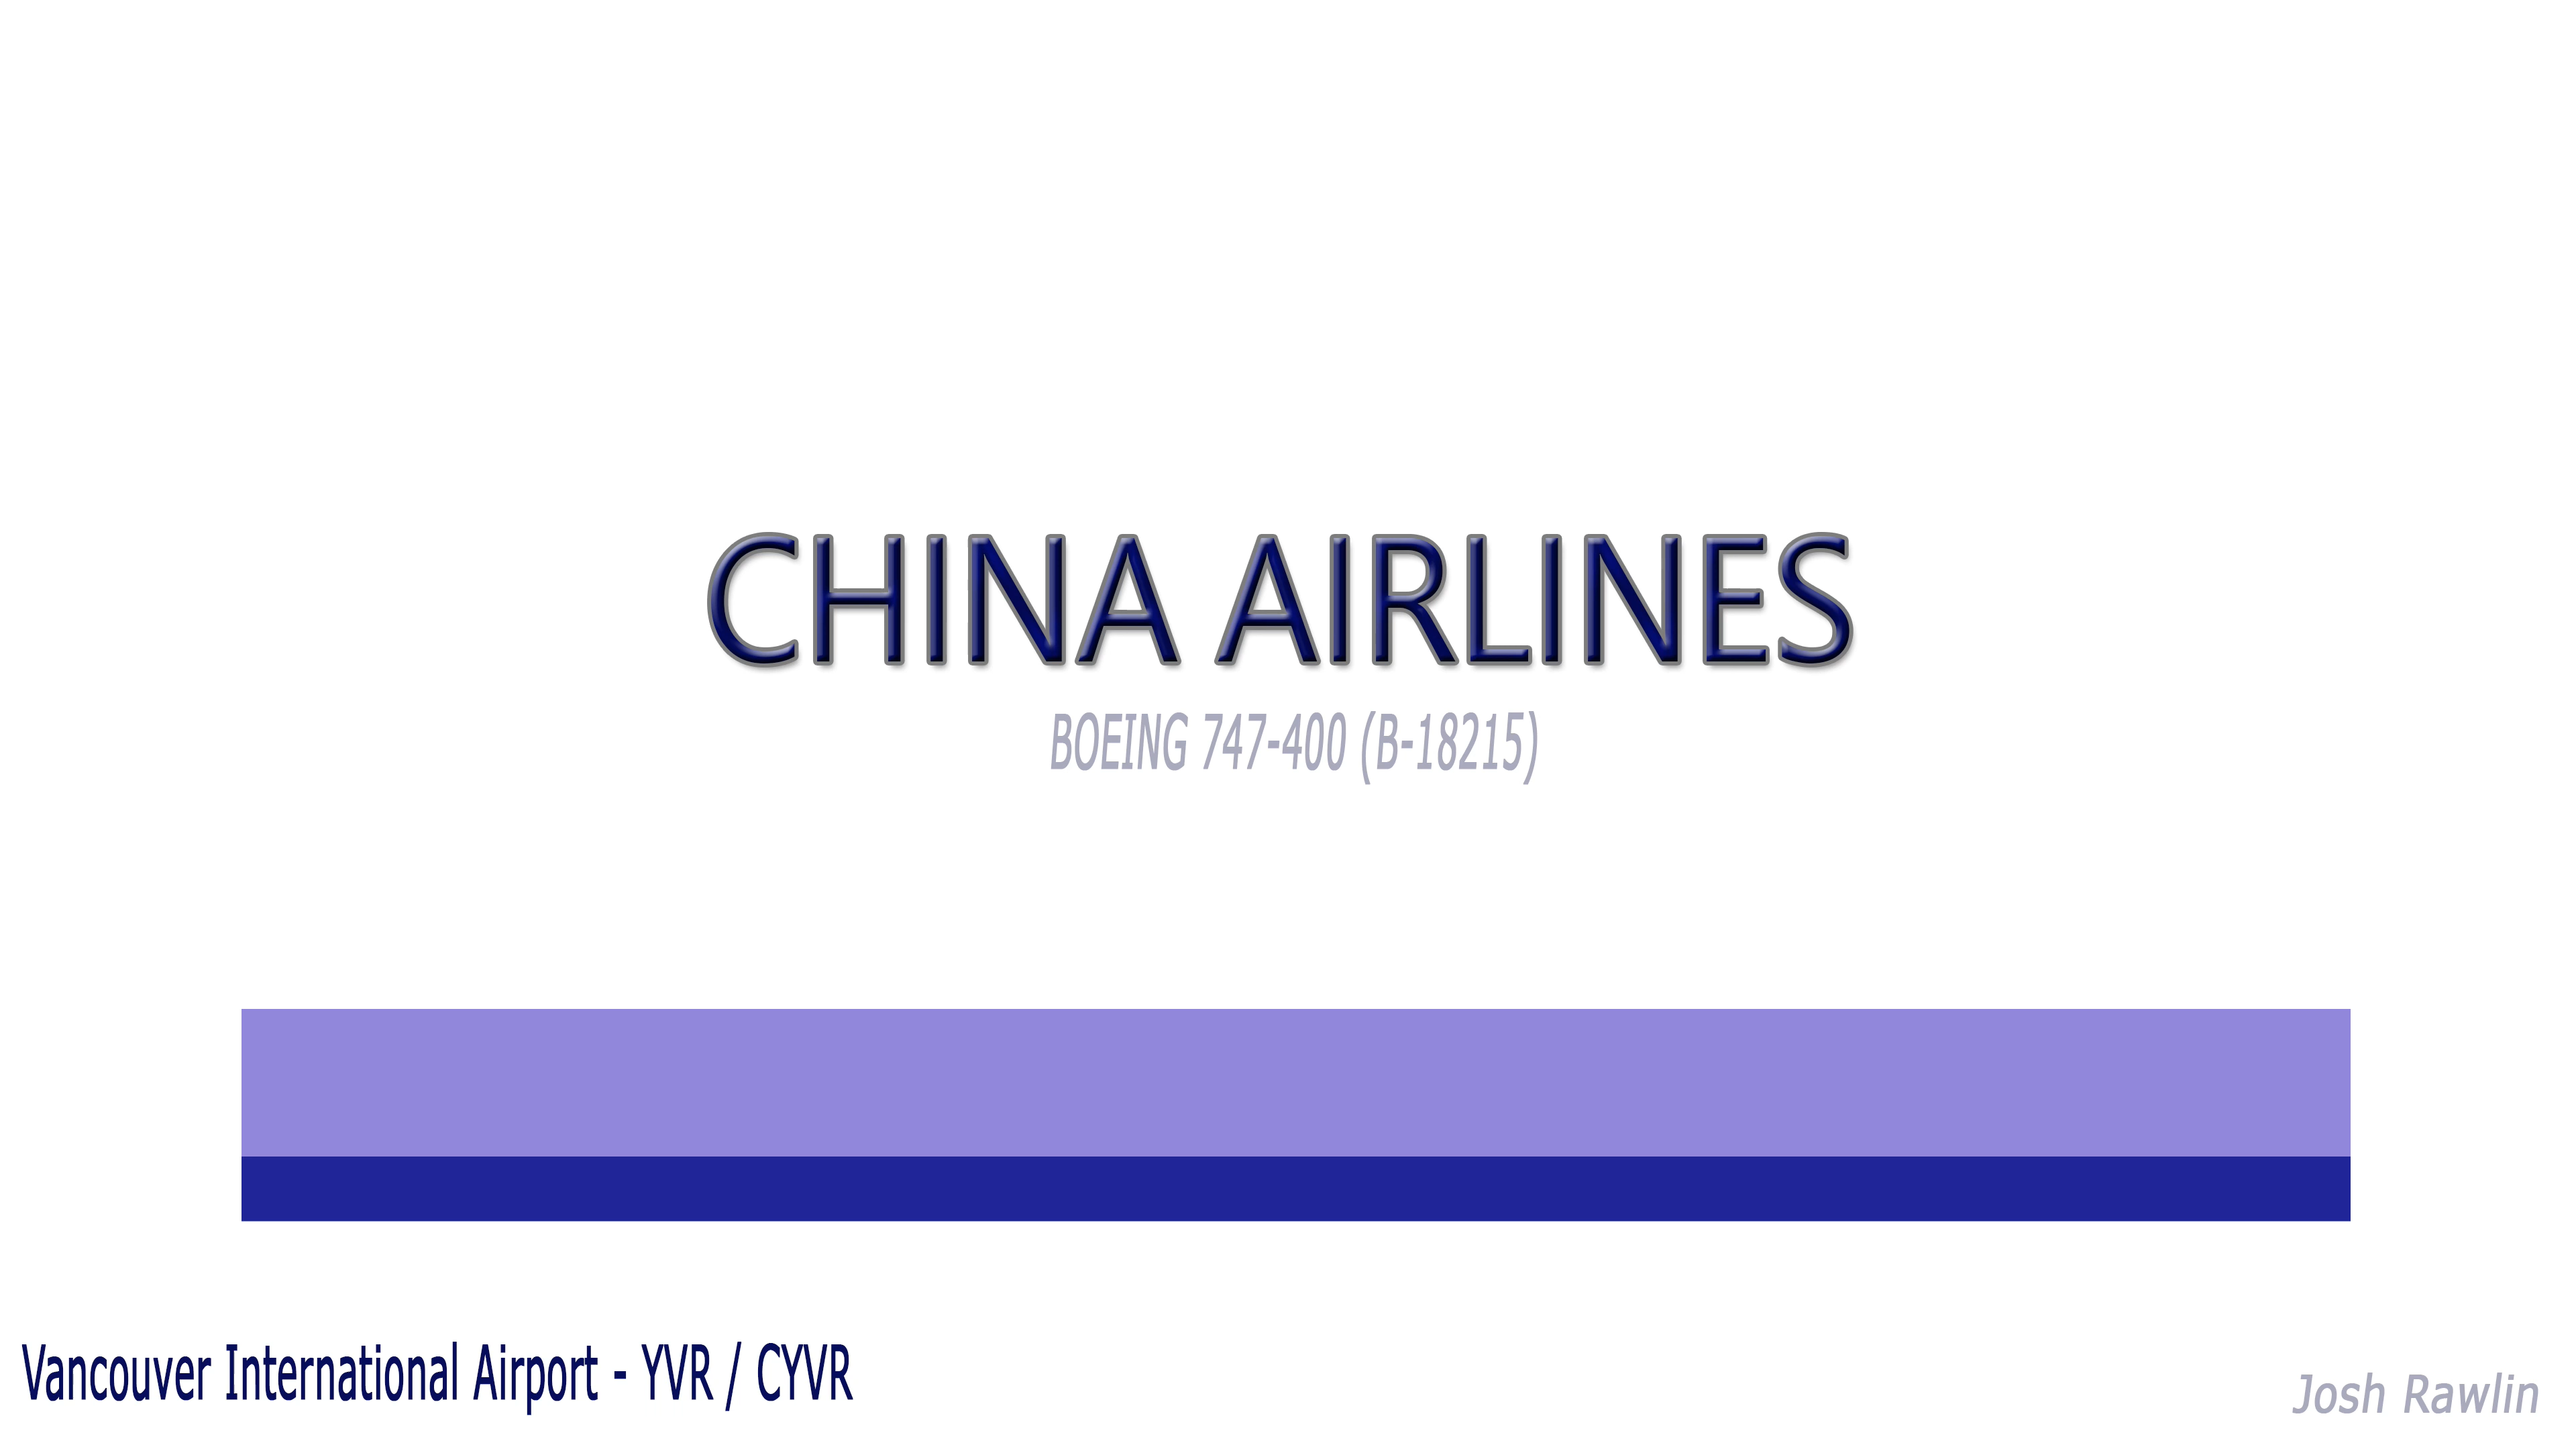 CHINA AIRLINES
BOEING 747-400 (B-18215)
Vancouver International Airport - YVR / CYVR
Josh Rawlin